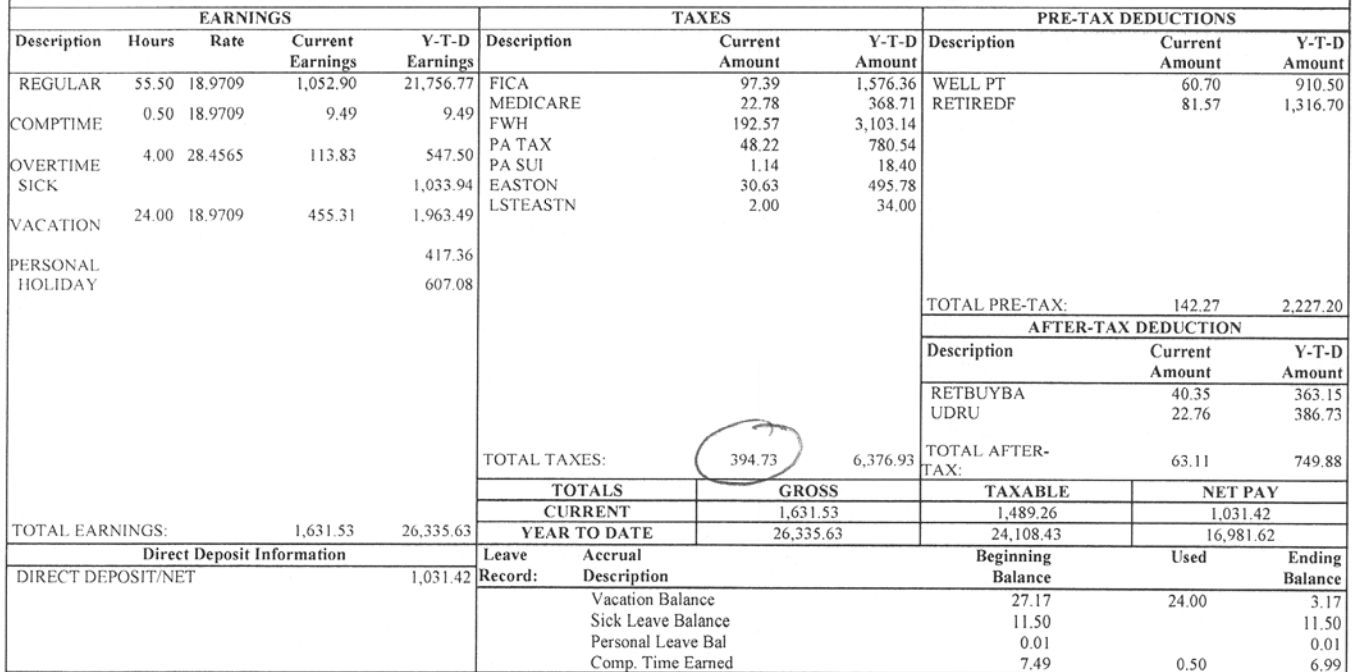 EARNINGS TAXES PRE-TAX DEDUCTIONS
Description Hours Rate Current Y-T-D Description Current Y-T-D Description Current Y-T-D
Earnings Earnings Amount Amount Amount Amount
REGULAR 55.50 18.9709 1,052.90 21,756.77 FICA 97.39 1,576.36 WELL PT 60.70 910.50
MEDICARE 22.78 368.71 RETIREDF 81.57 1,316.70
COMPTIME 0.50 18.9709 9.49 9.49 FWH 192.57 3,103.14
PA TAX 48.22 780.54
OVERTIME 4.00 28.4565 113.83 547.50 PA SUI 1.14 18.40
SICK 1,033.94 EASTON 30.63 495.78
LSTEASTN 2.00 34.00
VACATION 24.00 18.9709 455.31 1,963.49
PERSONAL 417.36
HOLIDAY 607.08
TOTAL PRE-TAX: 142.27 2,227.20
AFTER-TAX DEDUCTION
Description Current Y-T-D
Amount Amount
RETBUYBA 40.35 363.15
UDRU 22.76 386.73
TOTAL TAXES: 394.73 6,376.93 TOTAL AFTER-
TAX: 63.11 749.88
TOTALS GROSS TAXABLE NET PAY
CURRENT 1,631.53 1,489.26 1,031.42
TOTAL EARNINGS: 1,631.53 26,335.63 YEAR TO DATE 26,335.63 24,108.43 16,981.62
Direct Deposit Information Leave Accrual Beginning Used Ending
DIRECT DEPOSIT/NET 1,031.42 Record: Description Balance Balance
Vacation Balance 27.17 24.00 3.17
Sick Leave Balance 11.50 11.50
Personal Leave Bal 0.01 0.01
Comp. Time Earned 7.49 0.50 6.99